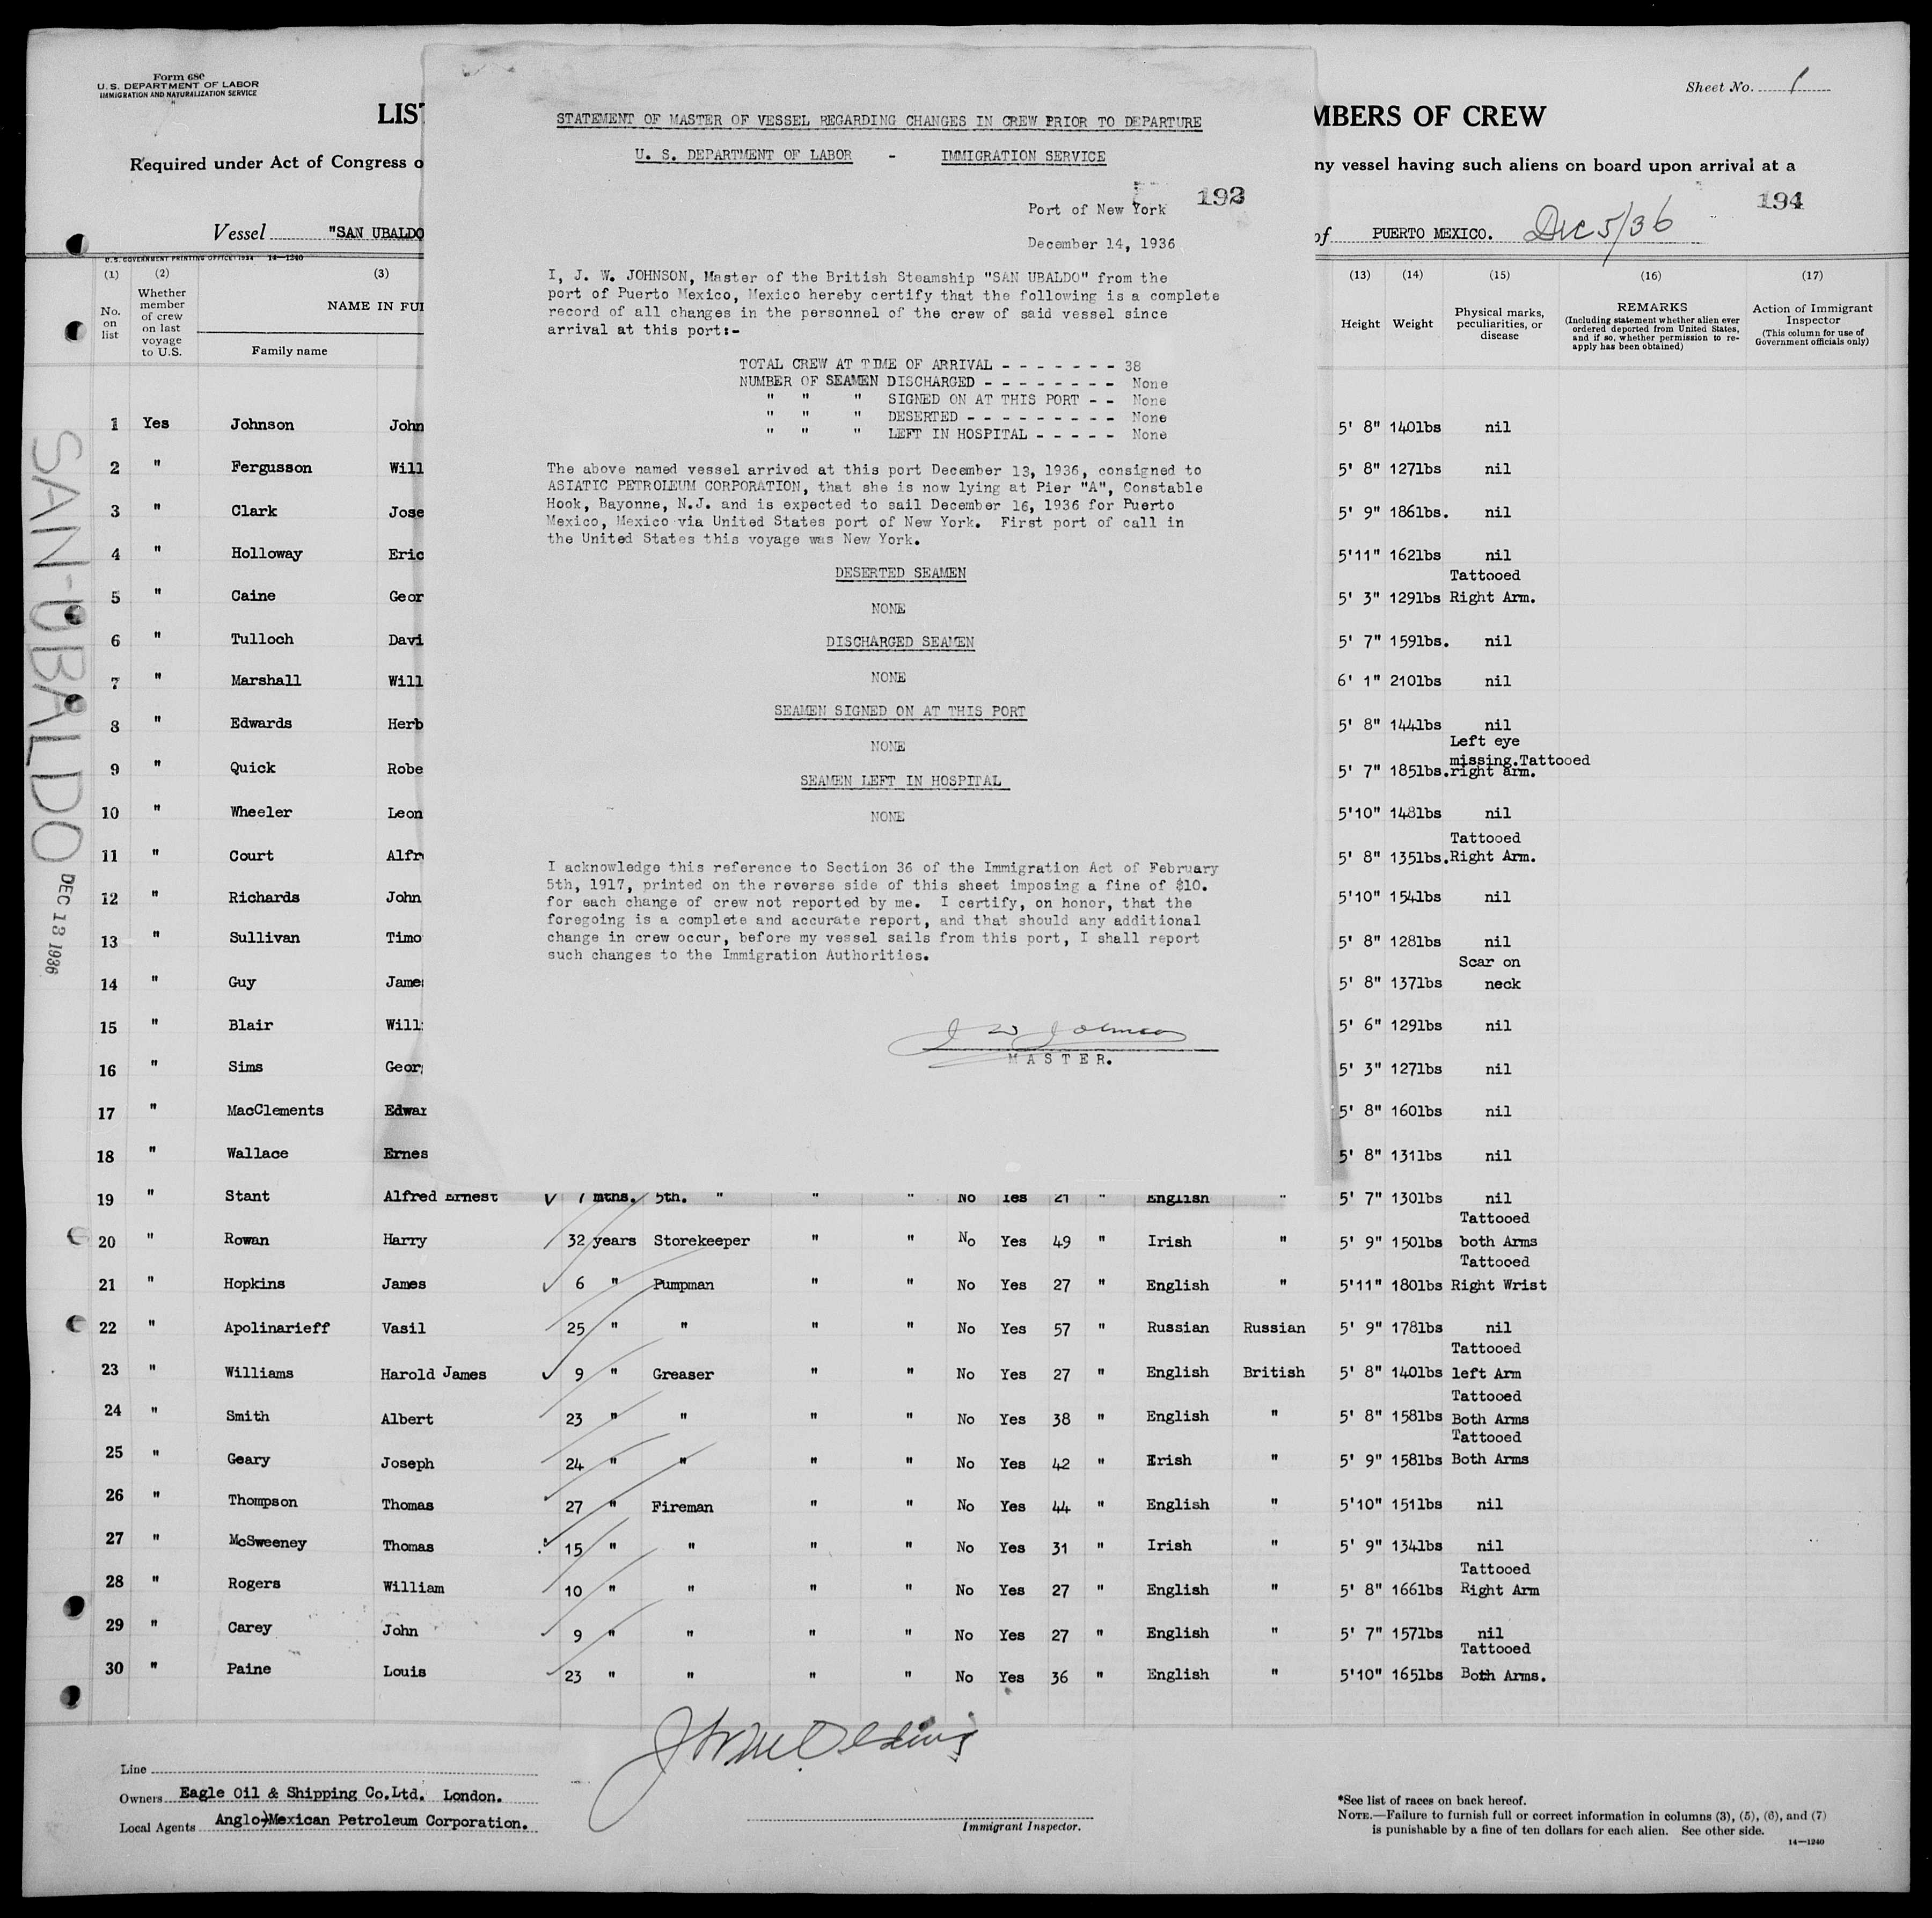 Form 680
U. S. DEPARTMENT OF LABOR
IMMIGRATION AND NATURALIZATION SERVICE
Sheet No. 1
LIS
MBERS OF CREW
Required under Act of Congress o
ny vessel having such aliens on board upon arrival at a
194
Vessel "SAN UBALDO
of PUERTO MEXICO. Dec 5/36
U. S. GOVERNMENT PRINTING OFFICE: 1934 14—1240
STATEMENT OF MASTER OF VESSEL REGARDING CHANGES IN CREW PRIOR TO DEPARTURE
U. S. DEPARTMENT OF LABOR - IMMIGRATION SERVICE
193
Port of New York
December 14, 1936
I, J. W. JOHNSON, Master of the British Steamship "SAN UBALDO" from the
port of Puerto Mexico, Mexico hereby certify that the following is a complete
record of all changes in the personnel of the crew of said vessel since
arrival at this port:-
TOTAL CREW AT TIME OF ARRIVAL - - - - - - - 38
NUMBER OF SEAMEN DISCHARGED - - - - - - - - None
" " " SIGNED ON AT THIS PORT - - None
" " " DESERTED - - - - - - - - - None
" " " LEFT IN HOSPITAL - - - - - None
The above named vessel arrived at this port December 13, 1936, consigned to
ASIATIC PETROLEUM CORPORATION, that she is now lying at Pier "A", Constable
Hook, Bayonne, N.J. and is expected to sail December 16, 1936 for Puerto
Mexico, Mexico via United States port of New York. First port of call in
the United States this voyage was New York.
DESERTED SEAMEN
NONE
DISCHARGED SEAMEN
NONE
SEAMEN SIGNED ON AT THIS PORT
NONE
SEAMEN LEFT IN HOSPITAL
NONE
I acknowledge this reference to Section 36 of the Immigration Act of February
5th, 1917, printed on the reverse side of this sheet imposing a fine of $10.
for each change of crew not reported by me. I certify, on honor, that the
foregoing is a complete and accurate report, and that should any additional
change in crew occur, before my vessel sails from this port, I shall report
such changes to the Immigration Authorities.
J W Johnson
MASTER.
(1) (2) (3) (13) (14) (15) (16) (17)
No. on list
Whether member of crew on last voyage to U.S.
NAME IN FUL
Family name
Height Weight
Physical marks, peculiarities, or disease
REMARKS
(Including statement whether alien ever ordered deported from United States, and if so, whether permission to re-apply has been obtained)
Action of Immigrant Inspector
(This column for use of Government officials only)
1 Yes Johnson John 5' 8" 140lbs nil
2 " Fergusson Will 5' 8" 127lbs nil
3 " Clark Jose 5' 9" 186lbs. nil
4 " Holloway Eric 5'11" 162lbs nil
5 " Caine Geor 5' 3" 129lbs Tattooed Right Arm.
6 " Tulloch Davi 5' 7" 159lbs. nil
7 " Marshall Will 6' 1" 210lbs nil
8 " Edwards Herb 5' 8" 144lbs nil
9 " Quick Robe 5' 7" 185lbs. Left eye missing.Tattooed right arm.
10 " Wheeler Leon 5'10" 148lbs nil
11 " Court Alfr 5' 8" 135lbs. Tattooed Right Arm.
12 " Richards John 5'10" 154lbs nil
13 " Sullivan Timo 5' 8" 128lbs nil
14 " Guy Jame 5' 8" 137lbs Scar on neck
15 " Blair Will 5' 6" 129lbs nil
16 " Sims Geor 5' 3" 127lbs nil
17 " MacClements Edwar 5' 8" 160lbs nil
18 " Wallace Ernes 5' 8" 131lbs nil
19 " Stant Alfred Ernest 7 mths. 5th. " " " No Yes 21 " English " 5' 7" 130lbs nil
20 " Rowan Harry 32 years Storekeeper " " No Yes 49 " Irish " 5' 9" 150lbs Tattooed both Arms
21 " Hopkins James 6 " Pumpman " " No Yes 27 " English " 5'11" 180lbs Tattooed Right Wrist
22 " Apolinarieff Vasil 25 " " " " No Yes 57 " Russian Russian 5' 9" 178lbs nil
23 " Williams Harold James 9 " Greaser " " No Yes 27 " English British 5' 8" 140lbs Tattooed left Arm
24 " Smith Albert 23 " " " " No Yes 38 " English " 5' 8" 158lbs Tattooed Both Arms
25 " Geary Joseph 24 " " " " No Yes 42 " Irish " 5' 9" 158lbs Tattooed Both Arms
26 " Thompson Thomas 27 " Fireman " " No Yes 44 " English " 5'10" 151lbs nil
27 " McSweeney Thomas 15 " " " " No Yes 31 " Irish " 5' 9" 134lbs nil
28 " Rogers William 10 " " " " No Yes 27 " English " 5' 8" 166lbs Tattooed Right Arm
29 " Carey John 9 " " " " No Yes 27 " English " 5' 7" 157lbs nil
30 " Paine Louis 23 " " " " No Yes 36 " English " 5'10" 165lbs Tattooed Both Arms.
SAN-UBALDO
DEC 13 1936
Line
Owners Eagle Oil & Shipping Co.Ltd. London.
Local Agents Anglo-Mexican Petroleum Corporation.
Immigrant Inspector.
*See list of races on back hereof.
NOTE.—Failure to furnish full or correct information in columns (3), (5), (6), and (7)
is punishable by a fine of ten dollars for each alien. See other side.
14—1240